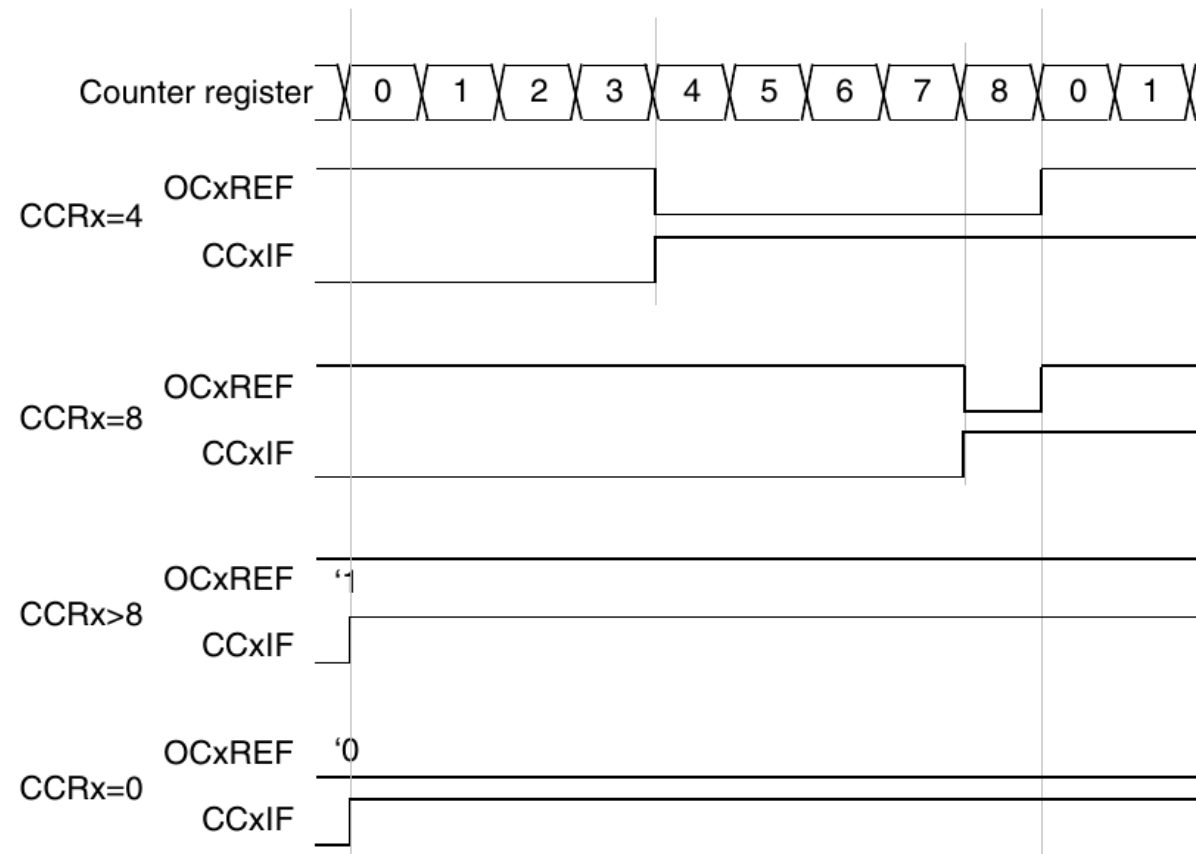 Counter register 0 1 2 3 4 5 6 7 8 0 1
CCRx=4
OCxREF
CCxIF
CCRx=8
OCxREF
CCxIF
CCRx>8
OCxREF ‘1
CCxIF
CCRx=0
OCxREF ‘0
CCxIF